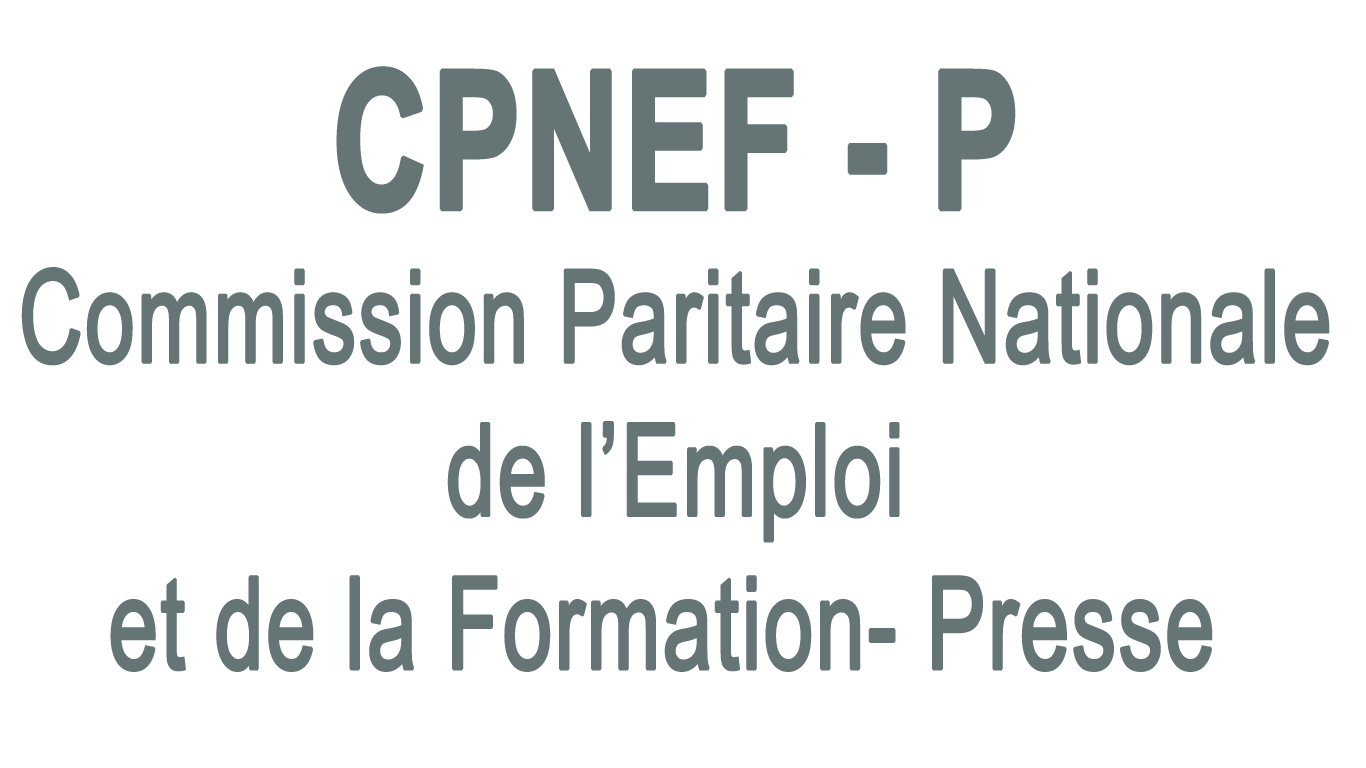 CPNEF - P
Commission Paritaire Nationale
de l’Emploi
et de la Formation- Presse